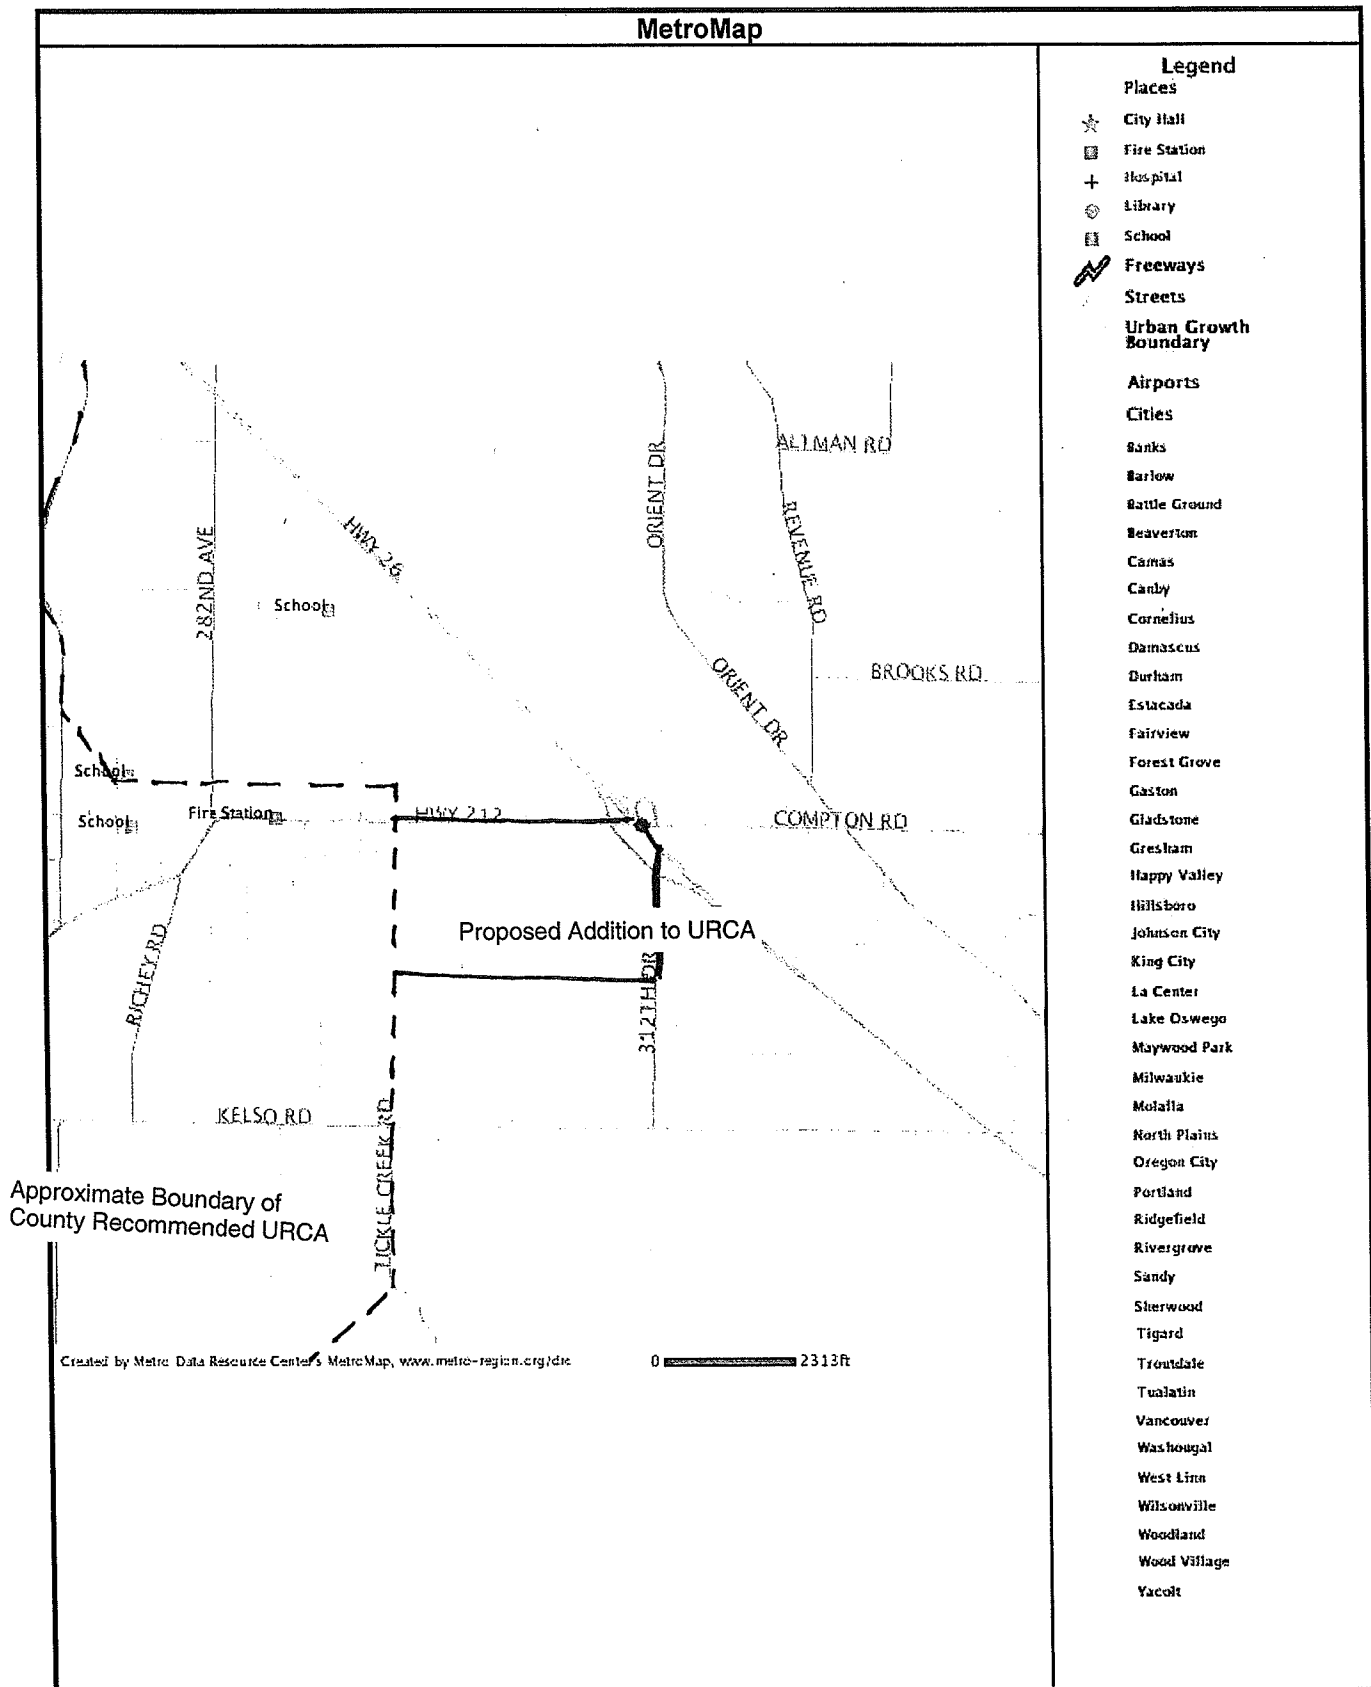 MetroMap
Legend
Places
City Hall
Fire Station
Hospital
Library
School
Freeways
Streets
Urban Growth
Boundary
Airports
Cities
Banks
Barlow
Battle Ground
Beaverton
Camas
Canby
Cornelius
Damascus
Durham
Estacada
Fairview
Forest Grove
Gaston
Gladstone
Gresham
Happy Valley
Hillsboro
Johnson City
King City
La Center
Lake Oswego
Maywood Park
Milwaukie
Molalla
North Plains
Oregon City
Portland
Ridgefield
Rivergrove
Sandy
Sherwood
Tigard
Troutdale
Tualatin
Vancouver
Washougal
West Linn
Wilsonville
Woodland
Wood Village
Yacolt
ALTMAN RD
ORIENT DR
HWY 26
REVENUE RD
282ND AVE
School
BROOKS RD
ORIENT DR
School
School
Fire Station
HWY 212
COMPTON RD
Proposed Addition to URCA
RICHEY RD
312TH DR
KELSO RD
TICKLE CREEK RD
Approximate Boundary of
County Recommended URCA
Created by Metro Data Resource Center's MetroMap, www.metro-region.org/drc
0 2313ft